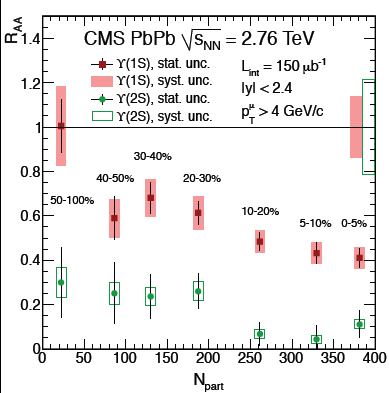 R_AA
1.4
1.2
1
0.8
0.6
0.4
0.2
0
CMS PbPb √s_NN = 2.76 TeV
ϒ(1S), stat. unc.
ϒ(1S), syst. unc.
ϒ(2S), stat. unc.
ϒ(2S), syst. unc.
L_int = 150 μb⁻¹
|y| < 2.4
p_T^μ > 4 GeV/c
50-100%
40-50%
30-40%
20-30%
10-20%
5-10%
0-5%
0 50 100 150 200 250 300 350 400
N_part